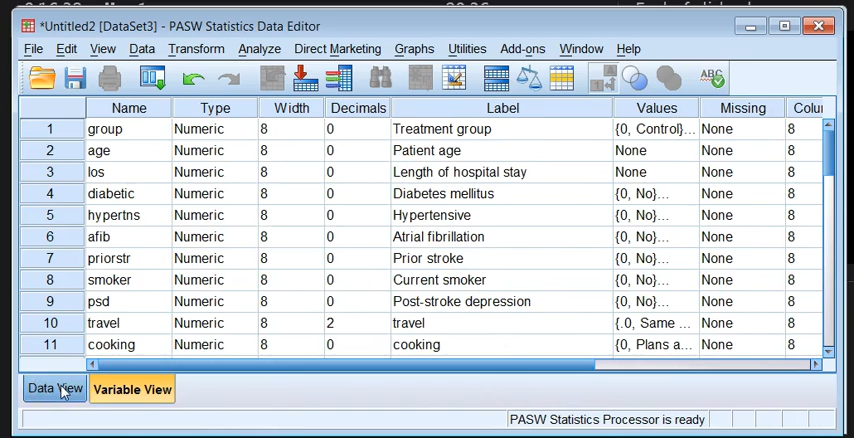 *Untitled2 [DataSet3] - PASW Statistics Data Editor
File Edit View Data Transform Analyze Direct Marketing Graphs Utilities Add-ons Window Help
Name Type Width Decimals Label Values Missing Colur
1 group Numeric 8 0 Treatment group {0, Control}... None 8
2 age Numeric 8 0 Patient age None None 8
3 los Numeric 8 0 Length of hospital stay None None 8
4 diabetic Numeric 8 0 Diabetes mellitus {0, No}... None 8
5 hypertns Numeric 8 0 Hypertensive {0, No}... None 8
6 afib Numeric 8 0 Atrial fibrillation {0, No}... None 8
7 priorstr Numeric 8 0 Prior stroke {0, No}... None 8
8 smoker Numeric 8 0 Current smoker {0, No}... None 8
9 psd Numeric 8 0 Post-stroke depression {0, No}... None 8
10 travel Numeric 8 2 travel {.0, Same ... None 8
11 cooking Numeric 8 0 cooking {0, Plans a... None 8
Data View Variable View
PASW Statistics Processor is ready